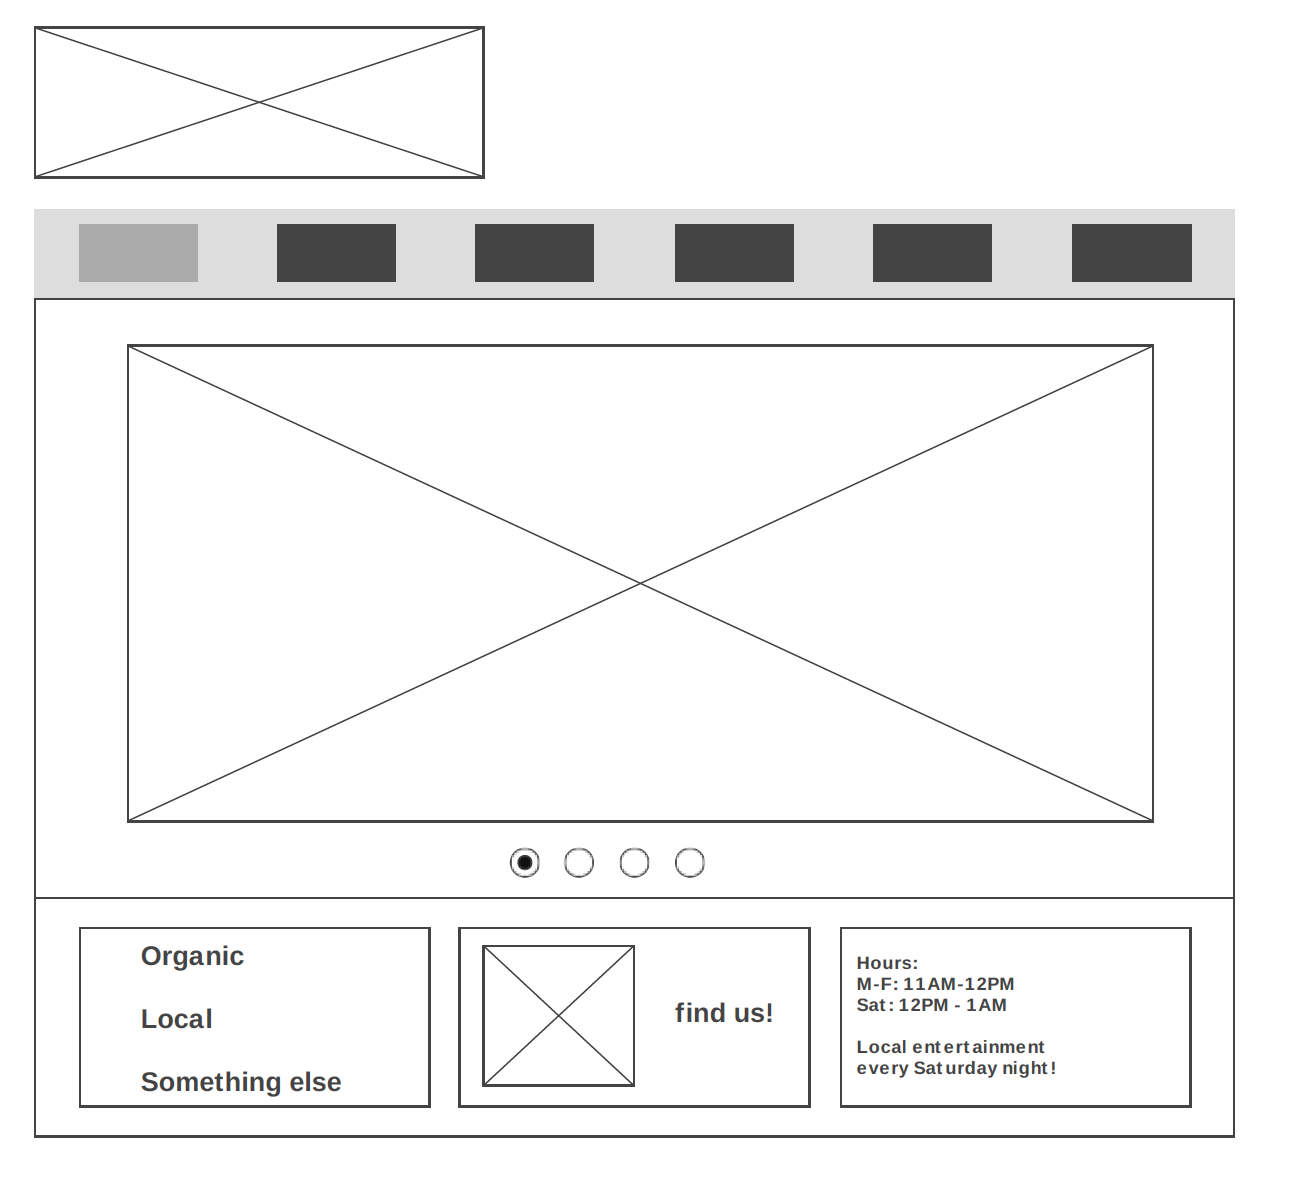 Organic
Local
Something else
find us!
Hours:
M-F: 11AM-12PM
Sat: 12PM - 1AM
Local entertainment
every Saturday night!